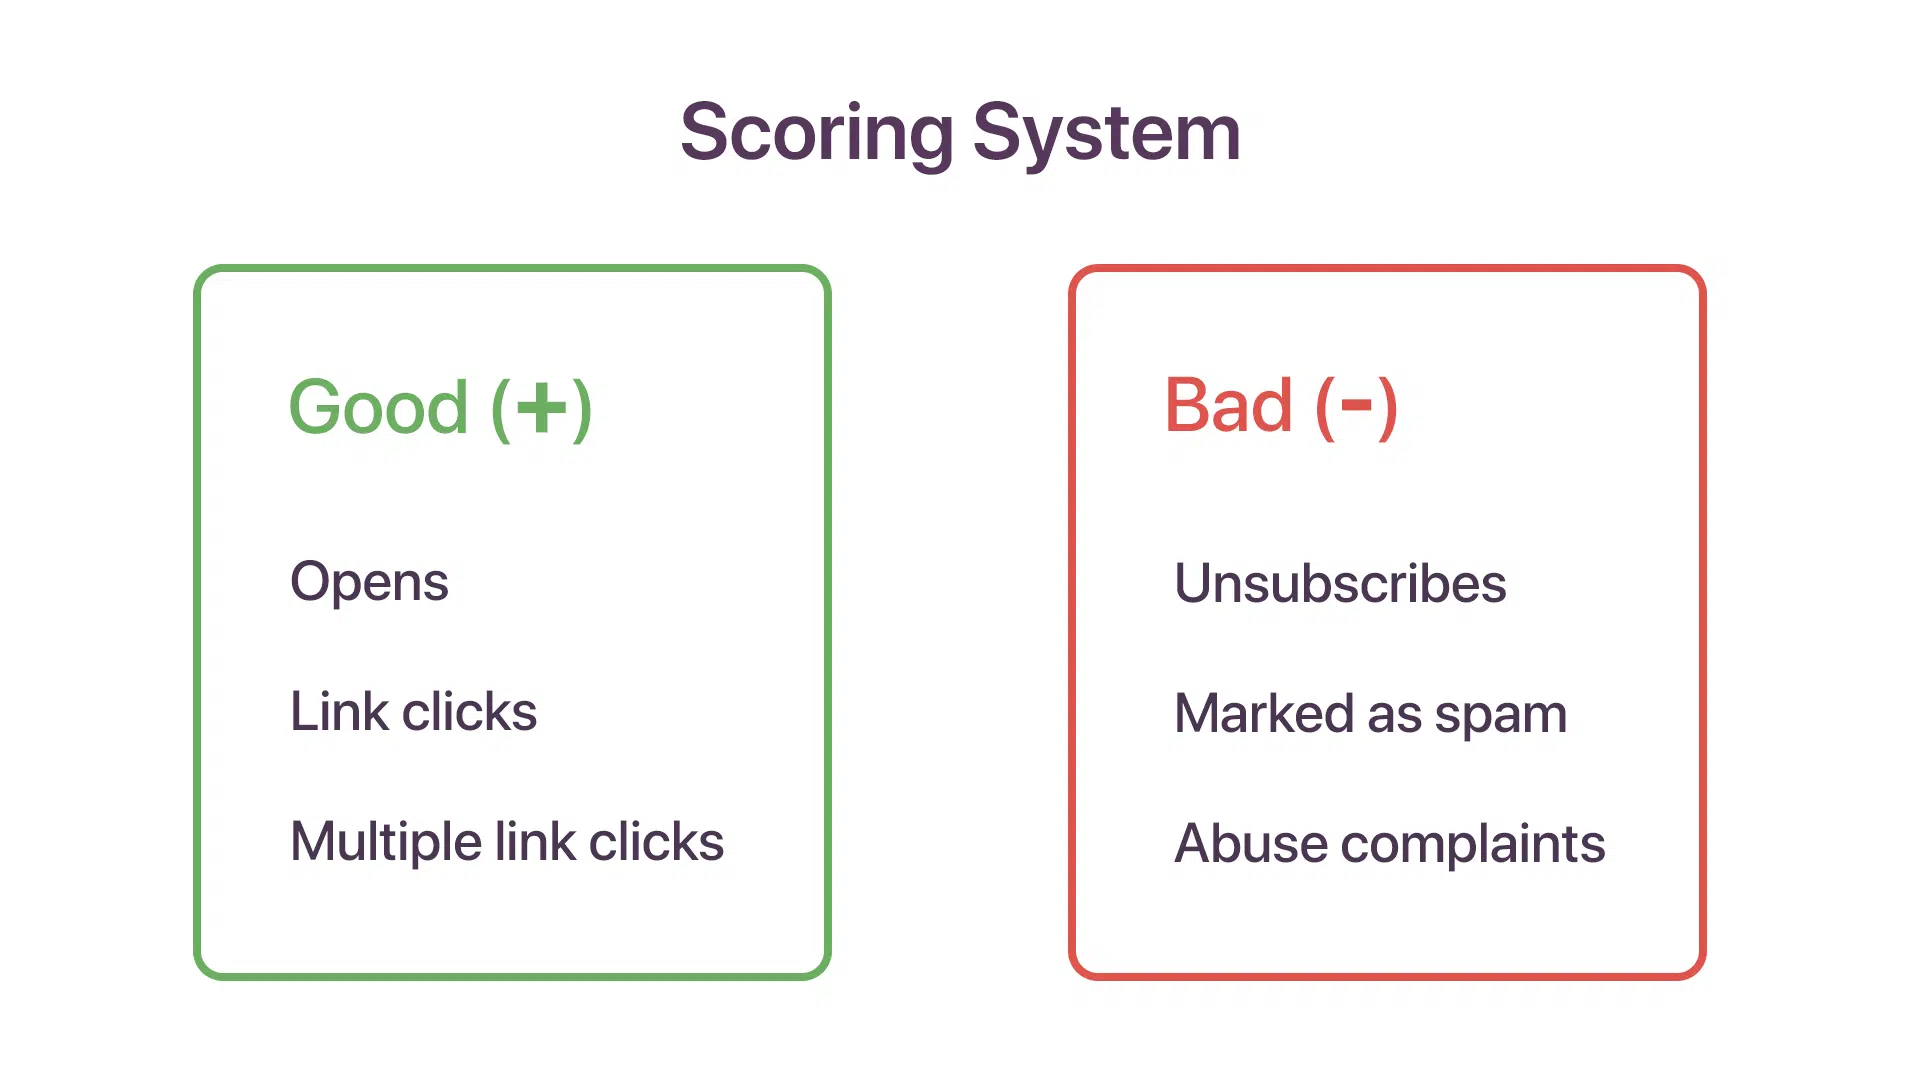 Scoring System
Good (+)
Opens
Link clicks
Multiple link clicks
Bad (-)
Unsubscribes
Marked as spam
Abuse complaints